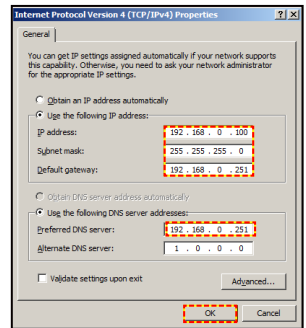 Internet Protocol Version 4 (TCP/IPv4) Properties
General
You can get IP settings assigned automatically if your network supports
this capability. Otherwise, you need to ask your network administrator
for the appropriate IP settings.
Obtain an IP address automatically
Use the following IP address:
IP address: 192 . 168 . 0 . 100
Subnet mask: 255 . 255 . 255 . 0
Default gateway: 192 . 168 . 0 . 251
Obtain DNS server address automatically
Use the following DNS server addresses:
Preferred DNS server: 192 . 168 . 0 . 251
Alternate DNS server: 1 . 0 . 0 . 0
Validate settings upon exit
Advanced...
OK Cancel